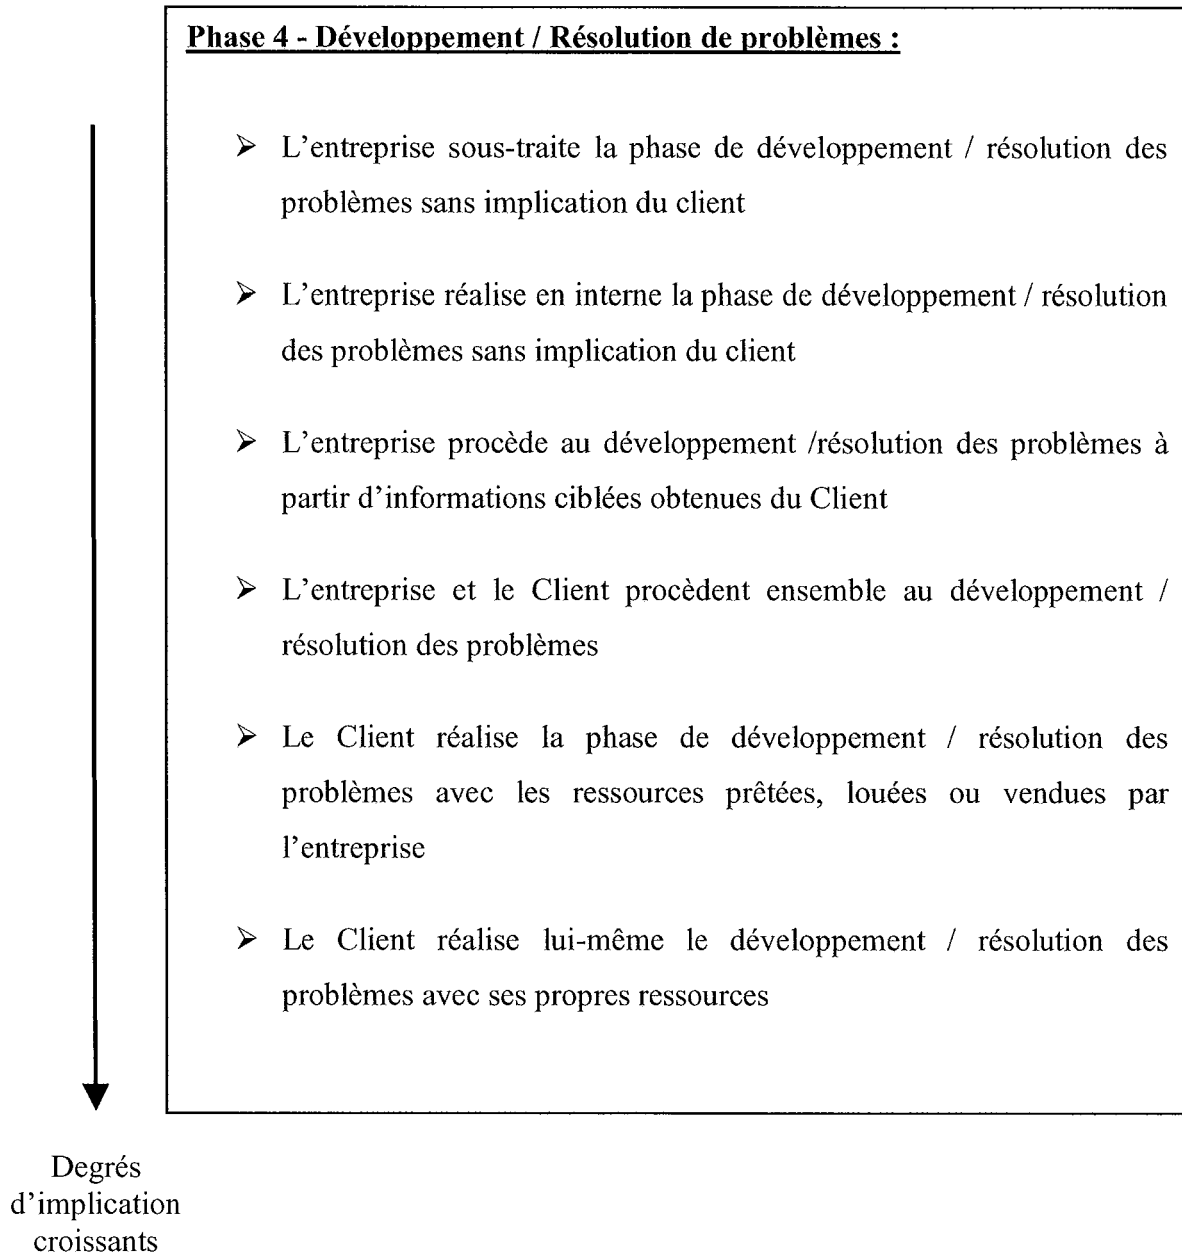 Phase 4 - Développement / Résolution de problèmes :
➢ L’entreprise sous-traite la phase de développement / résolution des
problèmes sans implication du client
➢ L’entreprise réalise en interne la phase de développement / résolution
des problèmes sans implication du client
➢ L’entreprise procède au développement /résolution des problèmes à
partir d’informations ciblées obtenues du Client
➢ L’entreprise et le Client procèdent ensemble au développement /
résolution des problèmes
➢ Le Client réalise la phase de développement / résolution des
problèmes avec les ressources prêtées, louées ou vendues par
l’entreprise
➢ Le Client réalise lui-même le développement / résolution des
problèmes avec ses propres ressources
Degrés
d’implication
croissants